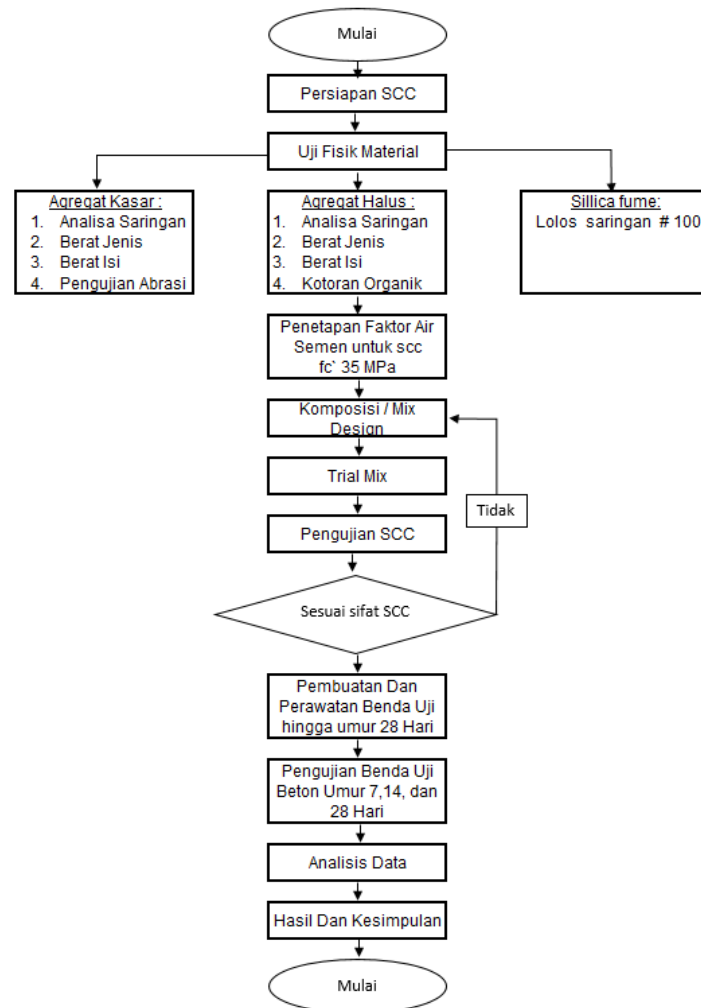 Mulai
Persiapan SCC
Uji Fisik Material
Agregat Kasar :
1. Analisa Saringan
2. Berat Jenis
3. Berat Isi
4. Pengujian Abrasi
Agregat Halus :
1. Analisa Saringan
2. Berat Jenis
3. Berat Isi
4. Kotoran Organik
Sillica fume:
Lolos saringan # 100
Penetapan Faktor Air
Semen untuk scc
fc` 35 MPa
Komposisi / Mix
Design
Trial Mix
Tidak
Pengujian SCC
Sesuai sifat SCC
Pembuatan Dan
Perawatan Benda Uji
hingga umur 28 Hari
Pengujian Benda Uji
Beton Umur 7,14, dan
28 Hari
Analisis Data
Hasil Dan Kesimpulan
Mulai